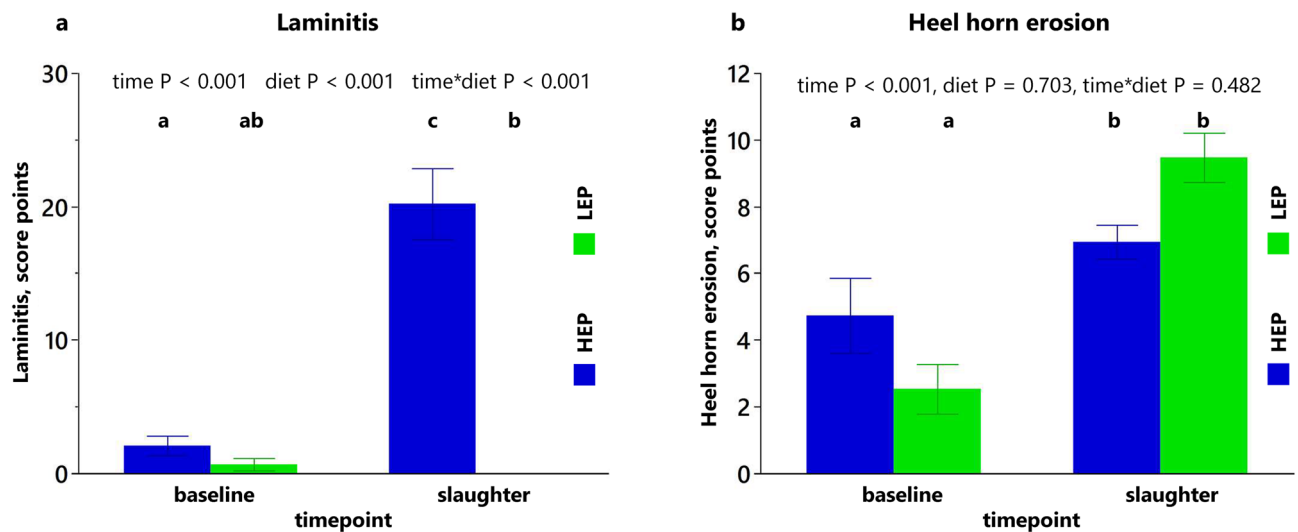 a
Laminitis
time P < 0.001 diet P < 0.001 time*diet P < 0.001
a ab c b
30
20
10
0
Laminitis, score points
baseline slaughter
timepoint
LEP
HEP
b
Heel horn erosion
time P < 0.001, diet P = 0.703, time*diet P = 0.482
a a b b
12
10
8
6
4
2
0
Heel horn erosion, score points
baseline slaughter
timepoint
LEP
HEP